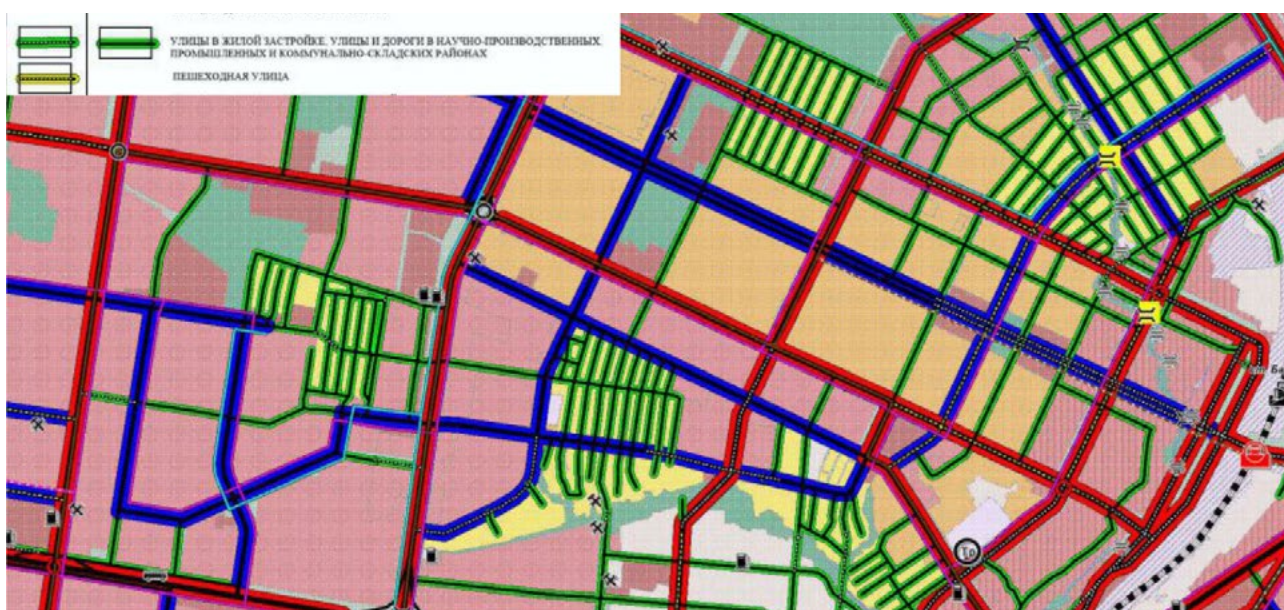 УЛИЦЫ В ЖИЛОЙ ЗАСТРОЙКЕ. УЛИЦЫ И ДОРОГИ В НАУЧНО-ПРОИЗВОДСТВЕННЫХ,
ПРОМЫШЛЕННЫХ И КОММУНАЛЬНО-СКЛАДСКИХ РАЙОНАХ
ПЕШЕХОДНАЯ УЛИЦА